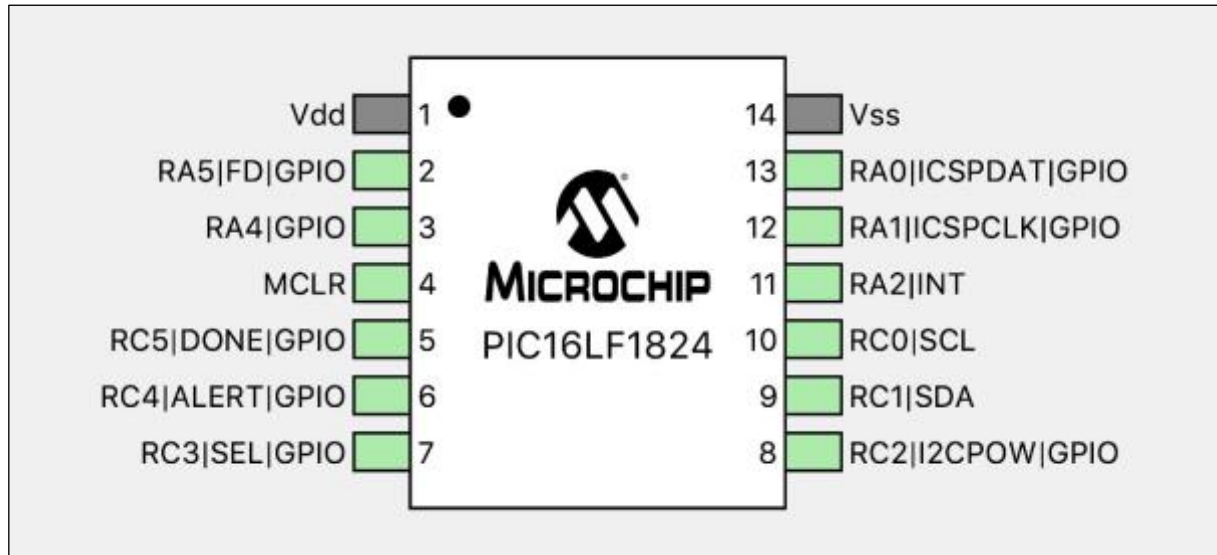 Vdd 1 14 Vss
RA5|FD|GPIO 2 13 RA0|ICSPDAT|GPIO
RA4|GPIO 3 12 RA1|ICSPCLK|GPIO
MCLR 4 MICROCHIP 11 RA2|INT
RC5|DONE|GPIO 5 PIC16LF1824 10 RC0|SCL
RC4|ALERT|GPIO 6 9 RC1|SDA
RC3|SEL|GPIO 7 8 RC2|I2CPOW|GPIO